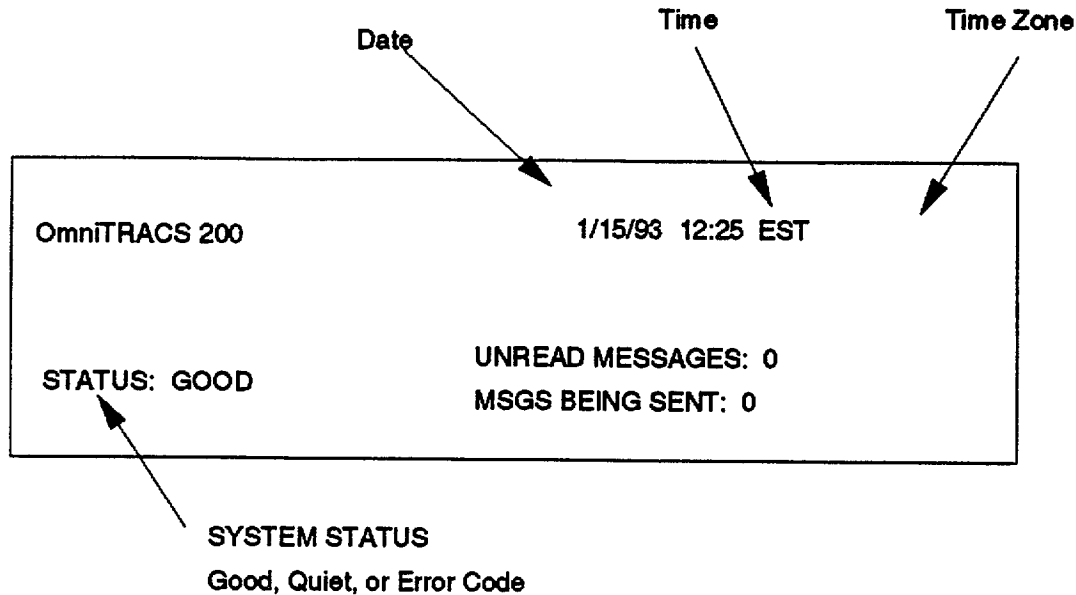 Date
Time
Time Zone
OmniTRACS 200
1/15/93 12:25 EST
STATUS: GOOD
UNREAD MESSAGES: 0
MSGS BEING SENT: 0
SYSTEM STATUS
Good, Quiet, or Error Code